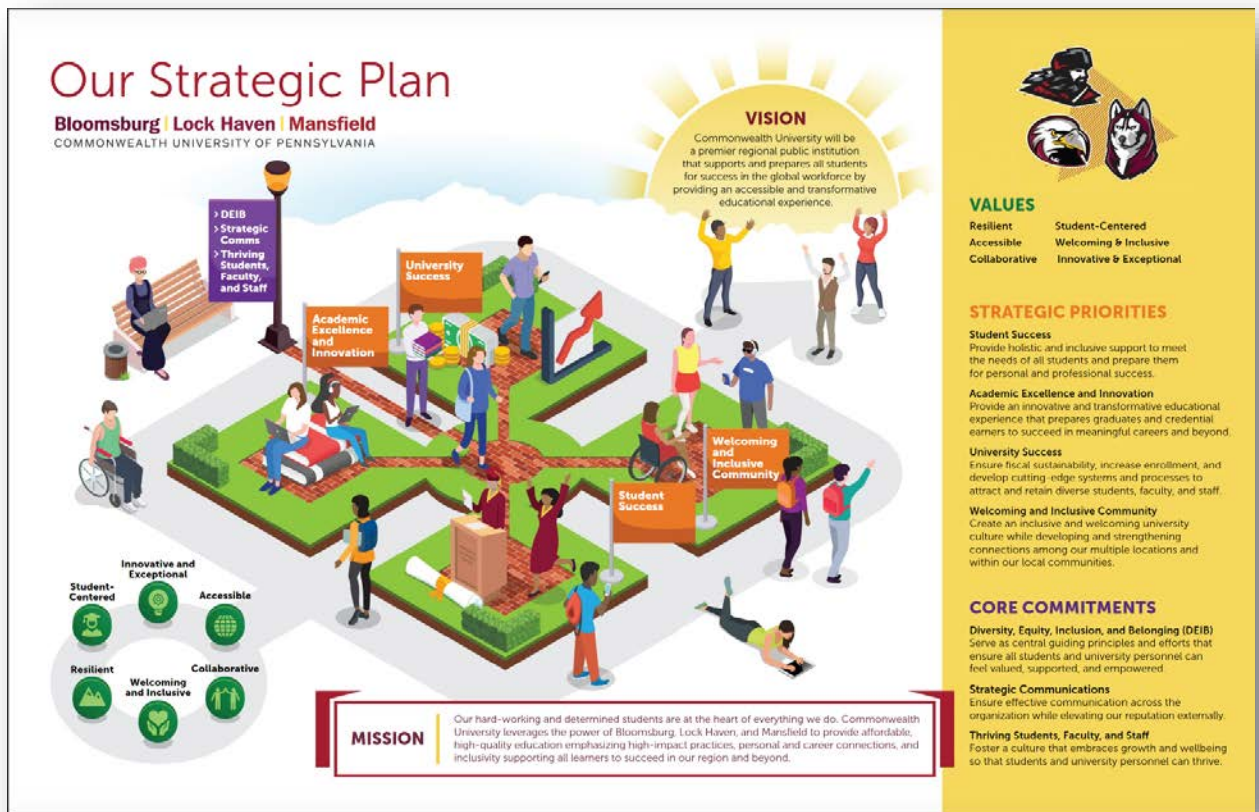 Our Strategic Plan
Bloomsburg | Lock Haven | Mansfield
COMMONWEALTH UNIVERSITY OF PENNSYLVANIA
VISION
Commonwealth University will be
a premier regional public institution
that supports and prepares all students
for success in the global workforce by
providing an accessible and transformative
educational experience.
> DEIB
> Strategic
Comms
> Thriving
Students,
Faculty,
and Staff
University
Success
Academic
Excellence
and
Innovation
Welcoming
and
Inclusive
Community
Student
Success
Innovative and
Exceptional
Student-
Centered
Accessible
Resilient
Welcoming
and Inclusive
Collaborative
MISSION
Our hard-working and determined students are at the heart of everything we do. Commonwealth
University leverages the power of Bloomsburg, Lock Haven, and Mansfield to provide affordable,
high-quality education emphasizing high-impact practices, personal and career connections, and
inclusivity supporting all learners to succeed in our region and beyond.
VALUES
Resilient Student-Centered
Accessible Welcoming & Inclusive
Collaborative Innovative & Exceptional
STRATEGIC PRIORITIES
Student Success
Provide holistic and inclusive support to meet
the needs of all students and prepare them
for personal and professional success.
Academic Excellence and Innovation
Provide an innovative and transformative educational
experience that prepares graduates and credential
earners to succeed in meaningful careers and beyond.
University Success
Ensure fiscal sustainability, increase enrollment, and
develop cutting-edge systems and processes to
attract and retain diverse students, faculty, and staff.
Welcoming and Inclusive Community
Create an inclusive and welcoming university
culture while developing and strengthening
connections among our multiple locations and
within our local communities.
CORE COMMITMENTS
Diversity, Equity, Inclusion, and Belonging (DEIB)
Serve as central guiding principles and efforts that
ensure all students and university personnel can
feel valued, supported, and empowered.
Strategic Communications
Ensure effective communication across the
organization while elevating our reputation externally.
Thriving Students, Faculty, and Staff
Foster a culture that embraces growth and wellbeing
so that students and university personnel can thrive.